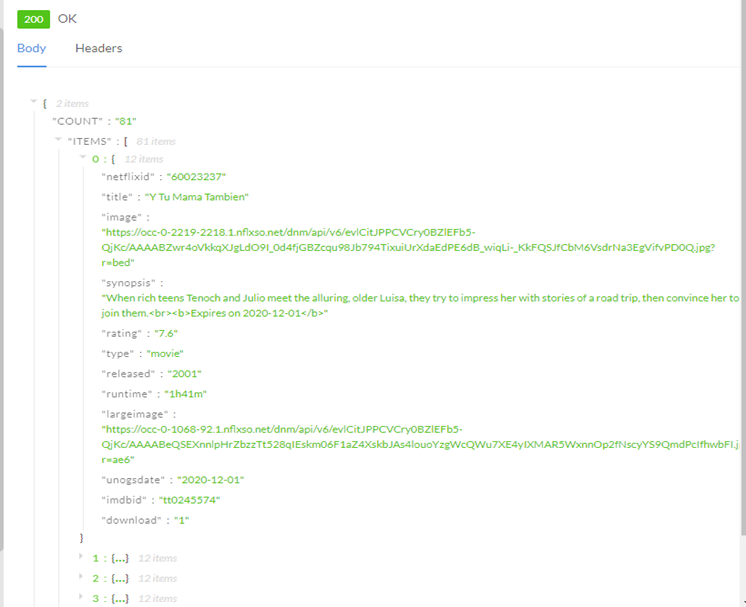 200 OK
Body Headers
{ 2 items
"COUNT" : "81"
"ITEMS" : [ 81 items
0 : { 12 items
"netflixid" : "60023237"
"title" : "Y Tu Mama Tambien"
"image" :
"https://occ-0-2219-2218.1.nflxso.net/dnm/api/v6/evlCitJPPCVCry0BZlEFb5-
QjKc/AAAABZwr4oVkkqXJgLdO9I_0d4fjGBZcqu98Jb794TixuiUrXdaEdPE6dB_wiqLi-_KkFQSJfCbM6VsdrNa3EgVifvPD0Q.jpg?
r=bed"
"synopsis" :
"When rich teens Tenoch and Julio meet the alluring, older Luisa, they try to impress her with stories of a road trip, then convince her to
join them.<br><b>Expires on 2020-12-01</b>"
"rating" : "7.6"
"type" : "movie"
"released" : "2001"
"runtime" : "1h41m"
"largeimage" :
"https://occ-0-1068-92.1.nflxso.net/dnm/api/v6/evlCitJPPCVCry0BZlEFb5-
QjKc/AAAABeQSEXnnlpHrZbzzTt528qIEskm06F1aZ4XskbJAs4louoYzgWcQWu7XE4yIXMAR5WxnnOp2fNscyYS9QmdPcIfhwbFI.j
r=ae6"
"unogsdate" : "2020-12-01"
"imdbid" : "tt0245574"
"download" : "1"
}
1 : {...} 12 items
2 : {...} 12 items
3 : {...} 12 items